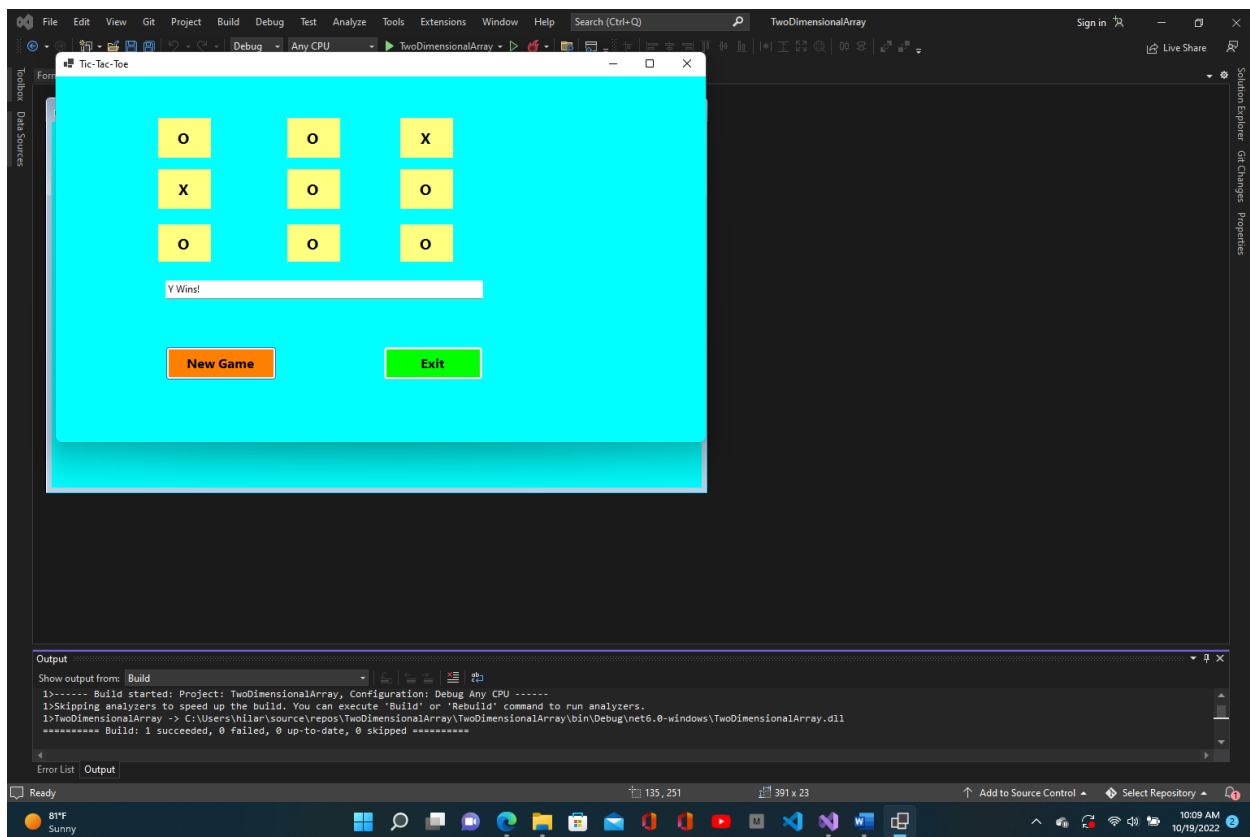 File Edit View Git Project Build Debug Test Analyze Tools Extensions Window Help Search (Ctrl+Q) TwoDimensionalArray Sign in
Debug Any CPU TwoDimensionalArray Live Share
Tic-Tac-Toe
Form
Toolbox
Data Sources
O O X
X O O
O O O
Y Wins!
New Game Exit
Solution Explorer
Git Changes
Properties
Output
Show output from: Build
1>------ Build started: Project: TwoDimensionalArray, Configuration: Debug Any CPU ------
1>Skipping analyzers to speed up the build. You can execute 'Build' or 'Rebuild' command to run analyzers.
1>TwoDimensionalArray -> C:\Users\hilar\source\repos\TwoDimensionalArray\TwoDimensionalArray\bin\Debug\net6.0-windows\TwoDimensionalArray.dll
========== Build: 1 succeeded, 0 failed, 0 up-to-date, 0 skipped ==========
Error List Output
Ready 135 , 251 391 x 23 Add to Source Control Select Repository 1
81°F
Sunny
M
10:09 AM
10/19/2022
2